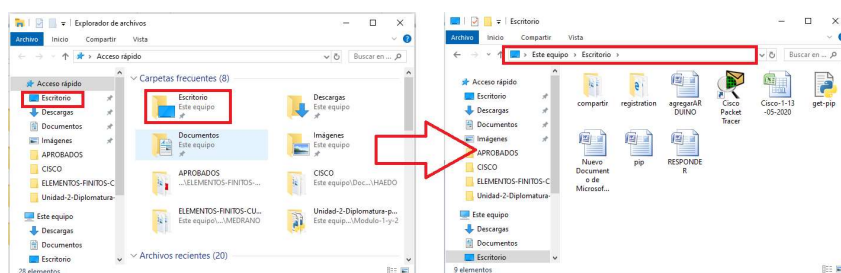 Explorador de archivos
Archivo Inicio Compartir Vista
Acceso rápido
Buscar en ...
Acceso rápido
Escritorio
Descargas
Documentos
Imágenes
APROBADOS
CISCO
ELEMENTOS-FINITOS-C
Unidad-2-Diplomatura-
Este equipo
Descargas
Documentos
Escritorio
28 elementos
Carpetas frecuentes (8)
Escritorio
Este equipo
Descargas
Este equipo
Documentos
Este equipo
Imágenes
Este equipo
APROBADOS
...\ELEMENTOS-FINITOS-...
CISCO
Este equipo\Doc...\HAEDO
ELEMENTOS-FINITOS-CU...
Este equipo\...\MEDRANO
Unidad-2-Diplomatura-p...
Este equip...\Modulo-1-y-2
Archivos recientes (20)
Escritorio
Archivo Inicio Compartir Vista
Este equipo > Escritorio >
Buscar en ...
Acceso rápido
Escritorio
Descargas
Documentos
Imágenes
APROBADOS
CISCO
ELEMENTOS-FINITOS-C
Unidad-2-Diplomatura-
Este equipo
Descargas
Documentos
Escritorio
9 elementos
compartir
registration
agregarAR
DUINO
Cisco
Packet
Tracer
Cisco-1-13
-05-2020
get-pip
Nuevo
Document
o de
Microsof...
pip
RESPONDE
R